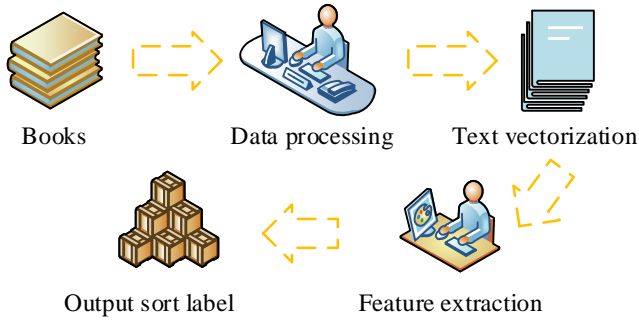 Books
Data processing
Text vectorization
Output sort label
Feature extraction